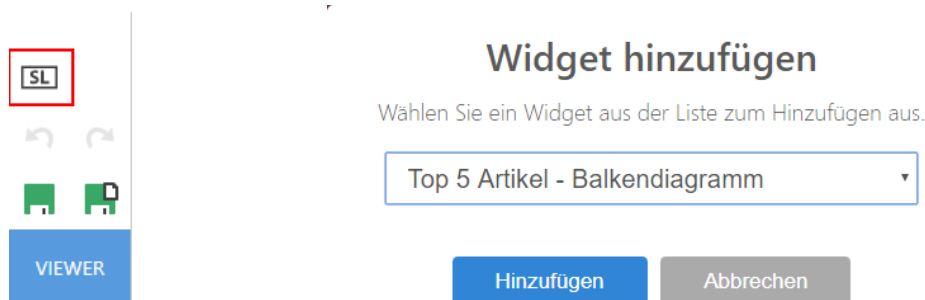 SL
VIEWER
Widget hinzufügen
Wählen Sie ein Widget aus der Liste zum Hinzufügen aus.
Top 5 Artikel - Balkendiagramm
Hinzufügen Abbrechen